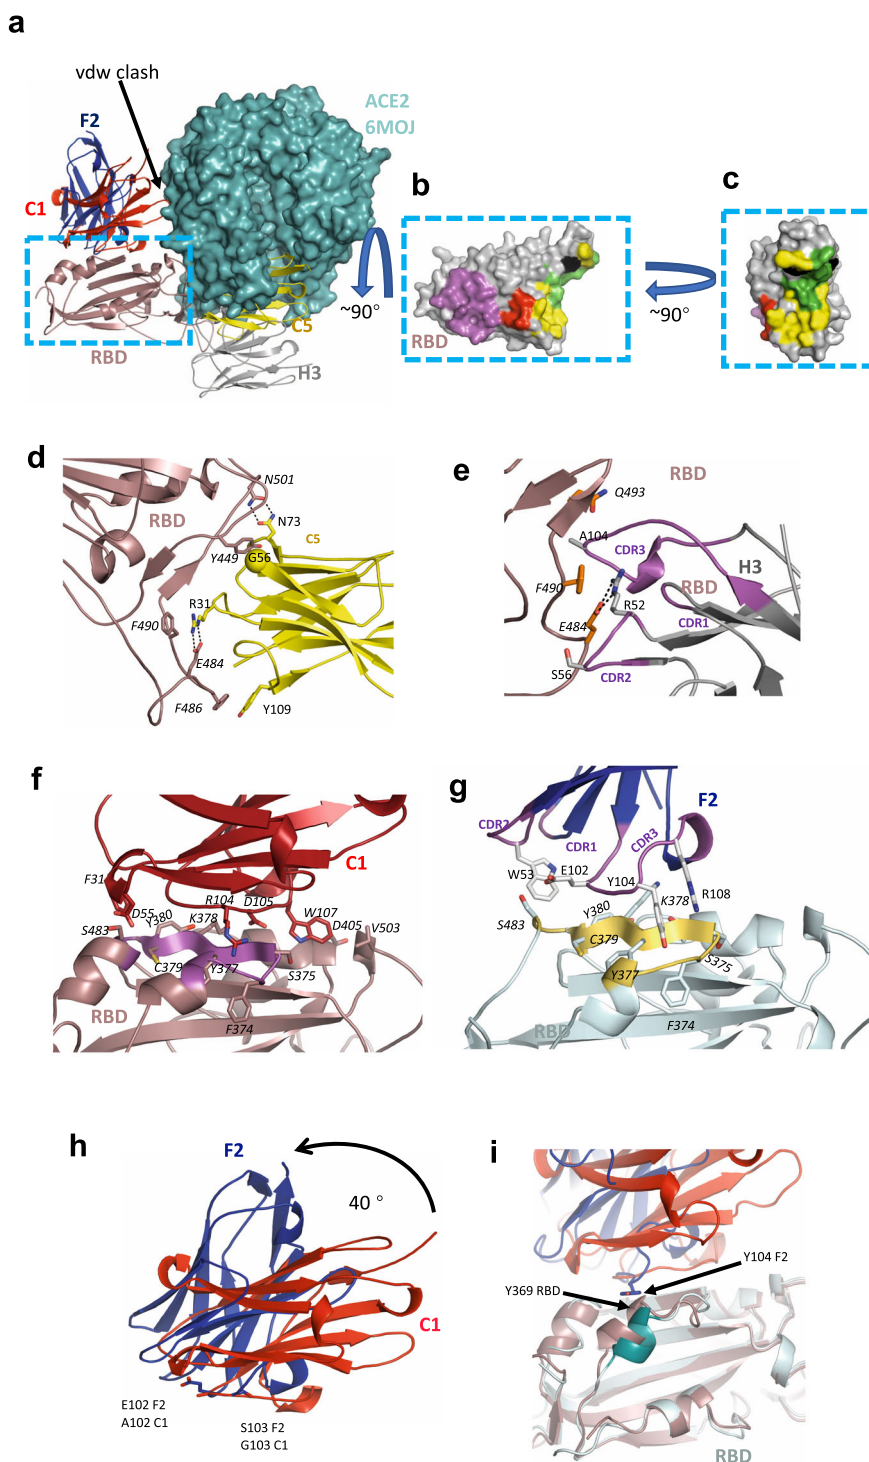 a
vdw clash
F2
ACE2
6MOJ
C1
RBD
C5
H3
~90°
b
RBD
~90°
c
d
N501
RBD
N73
C5
Y449
G56
R31
F490
E484
F486
Y109
e
RBD
Q493
A104
CDR3
H3
F490
RBD
R52
CDR1
E484
S56
CDR2
f
C1
F31
D55
Y380
R104
D105
K378
W107
D405
V503
S483
C379
Y377
S375
RBD
F374
g
F2
CDR2
CDR1
CDR3
W53
E102
Y104
K378
R108
S483
Y380
C379
Y377
S375
RBD
F374
h
F2
40 °
C1
E102 F2
A102 C1
S103 F2
G103 C1
i
Y104 F2
Y369 RBD
RBD